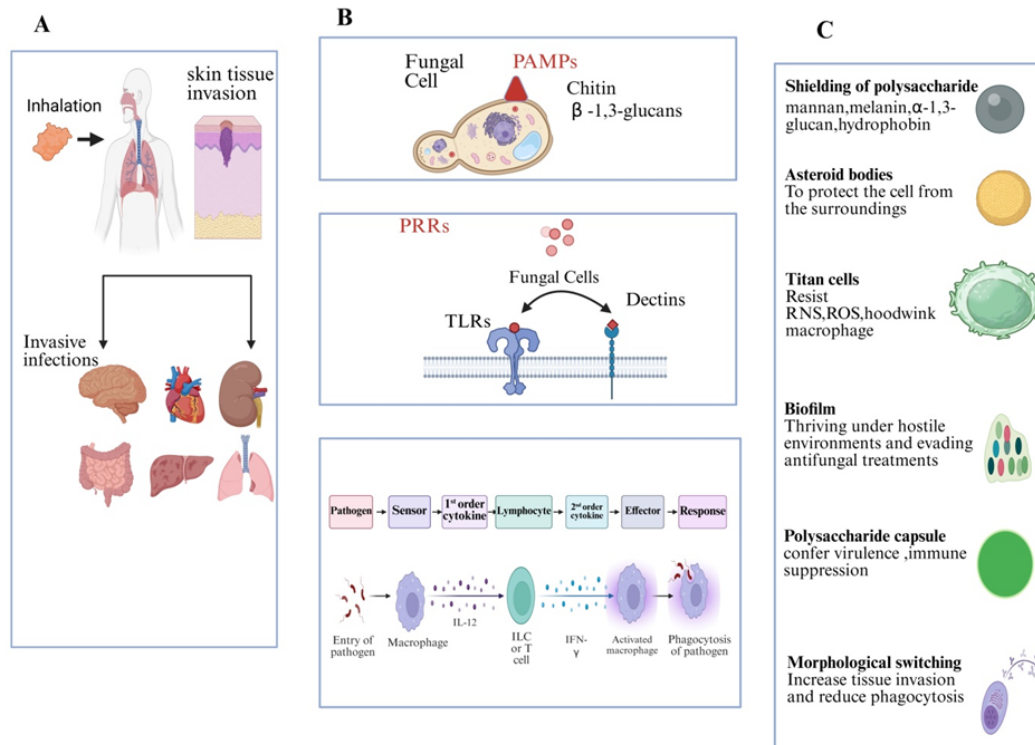 A
Inhalation
skin tissue
invasion
Invasive
infections
B
Fungal
Cell
PAMPs
Chitin
β -1,3-glucans
PRRs
Fungal Cells
TLRs
Dectins
Pathogen
Sensor
1st order
cytokine
Lymphocyte
2nd order
cytokine
Effector
Response
Entry of
pathogen
Macrophage
IL-12
ILC
or T
cell
IFN-
γ
Activated
macrophage
Phagocytosis
of pathogen
C
Shielding of polysaccharide
mannan,melanin,α-1,3-
glucan,hydrophobin
Asteroid bodies
To protect the cell from
the surroundings
Titan cells
Resist
RNS,ROS,hoodwink
macrophage
Biofilm
Thriving under hostile
environments and evading
antifungal treatments
Polysaccharide capsule
confer virulence ,immune
suppression
Morphological switching
Increase tissue invasion
and reduce phagocytosis